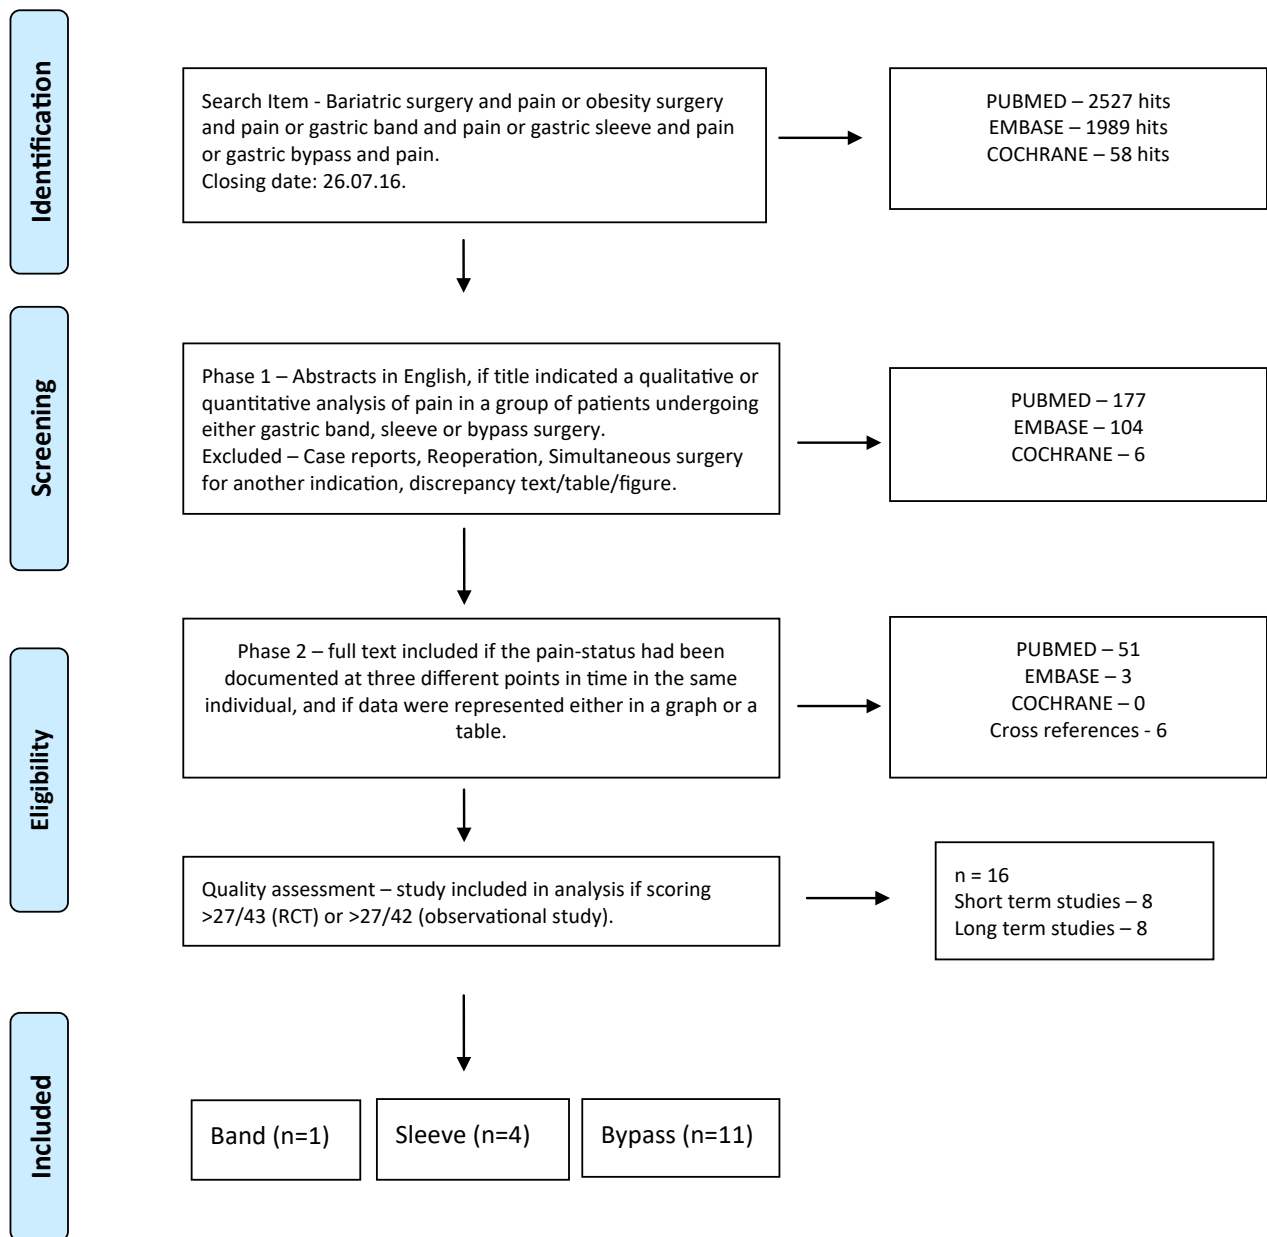 Identification
Search Item - Bariatric surgery and pain or obesity surgery
and pain or gastric band and pain or gastric sleeve and pain
or gastric bypass and pain.
Closing date: 26.07.16.
PUBMED – 2527 hits
EMBASE – 1989 hits
COCHRANE – 58 hits
Screening
Phase 1 – Abstracts in English, if title indicated a qualitative or
quantitative analysis of pain in a group of patients undergoing
either gastric band, sleeve or bypass surgery.
Excluded – Case reports, Reoperation, Simultaneous surgery
for another indication, discrepancy text/table/figure.
PUBMED – 177
EMBASE – 104
COCHRANE – 6
Eligibility
Phase 2 – full text included if the pain-status had been
documented at three different points in time in the same
individual, and if data were represented either in a graph or a
table.
PUBMED – 51
EMBASE – 3
COCHRANE – 0
Cross references - 6
Quality assessment – study included in analysis if scoring
>27/43 (RCT) or >27/42 (observational study).
n = 16
Short term studies – 8
Long term studies – 8
Included
Band (n=1)
Sleeve (n=4)
Bypass (n=11)